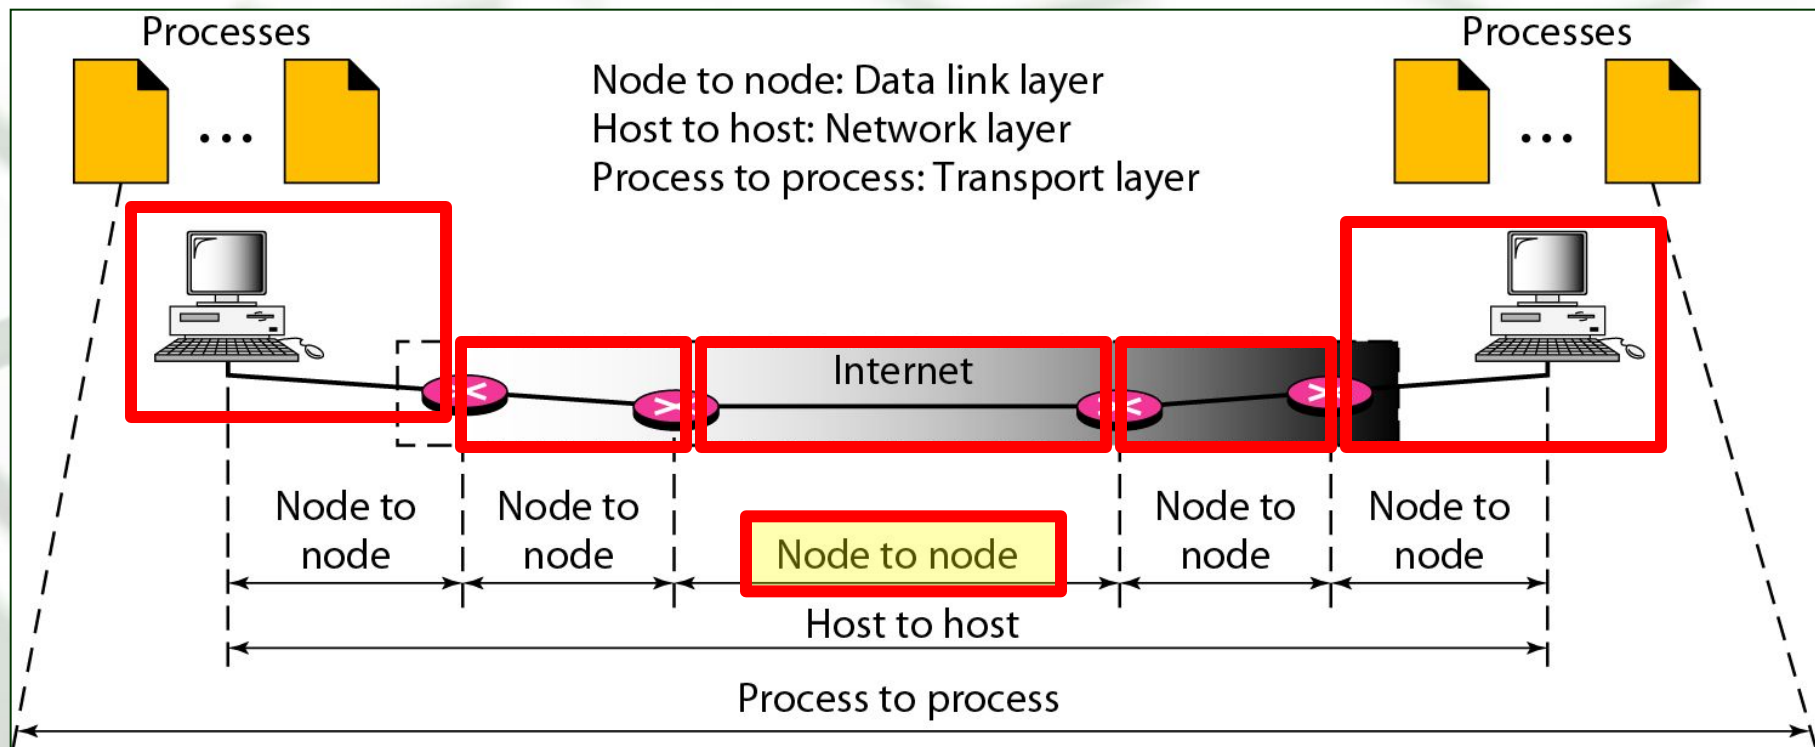 Processes
Processes
Node to node: Data link layer
Host to host: Network layer
Process to process: Transport layer
...
...
Internet
Node to
node
Node to
node
Node to node
Node to
node
Node to
node
Host to host
Process to process